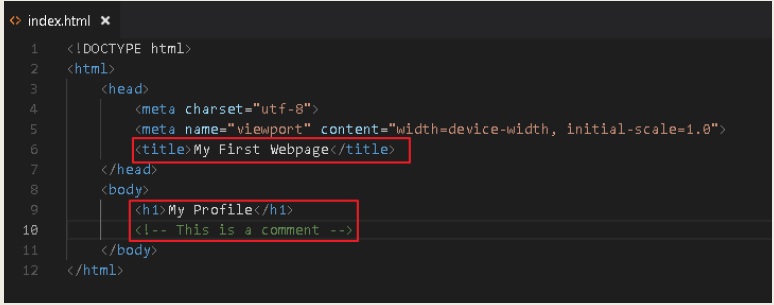 index.html ×
1 <!DOCTYPE html>
2 <html>
3 <head>
4 <meta charset="utf-8">
5 <meta name="viewport" content="width=device-width, initial-scale=1.0">
6 <title>My First Webpage</title>
7 </head>
8 <body>
9 <h1>My Profile</h1>
10 <!-- This is a comment -->
11 </body>
12 </html>